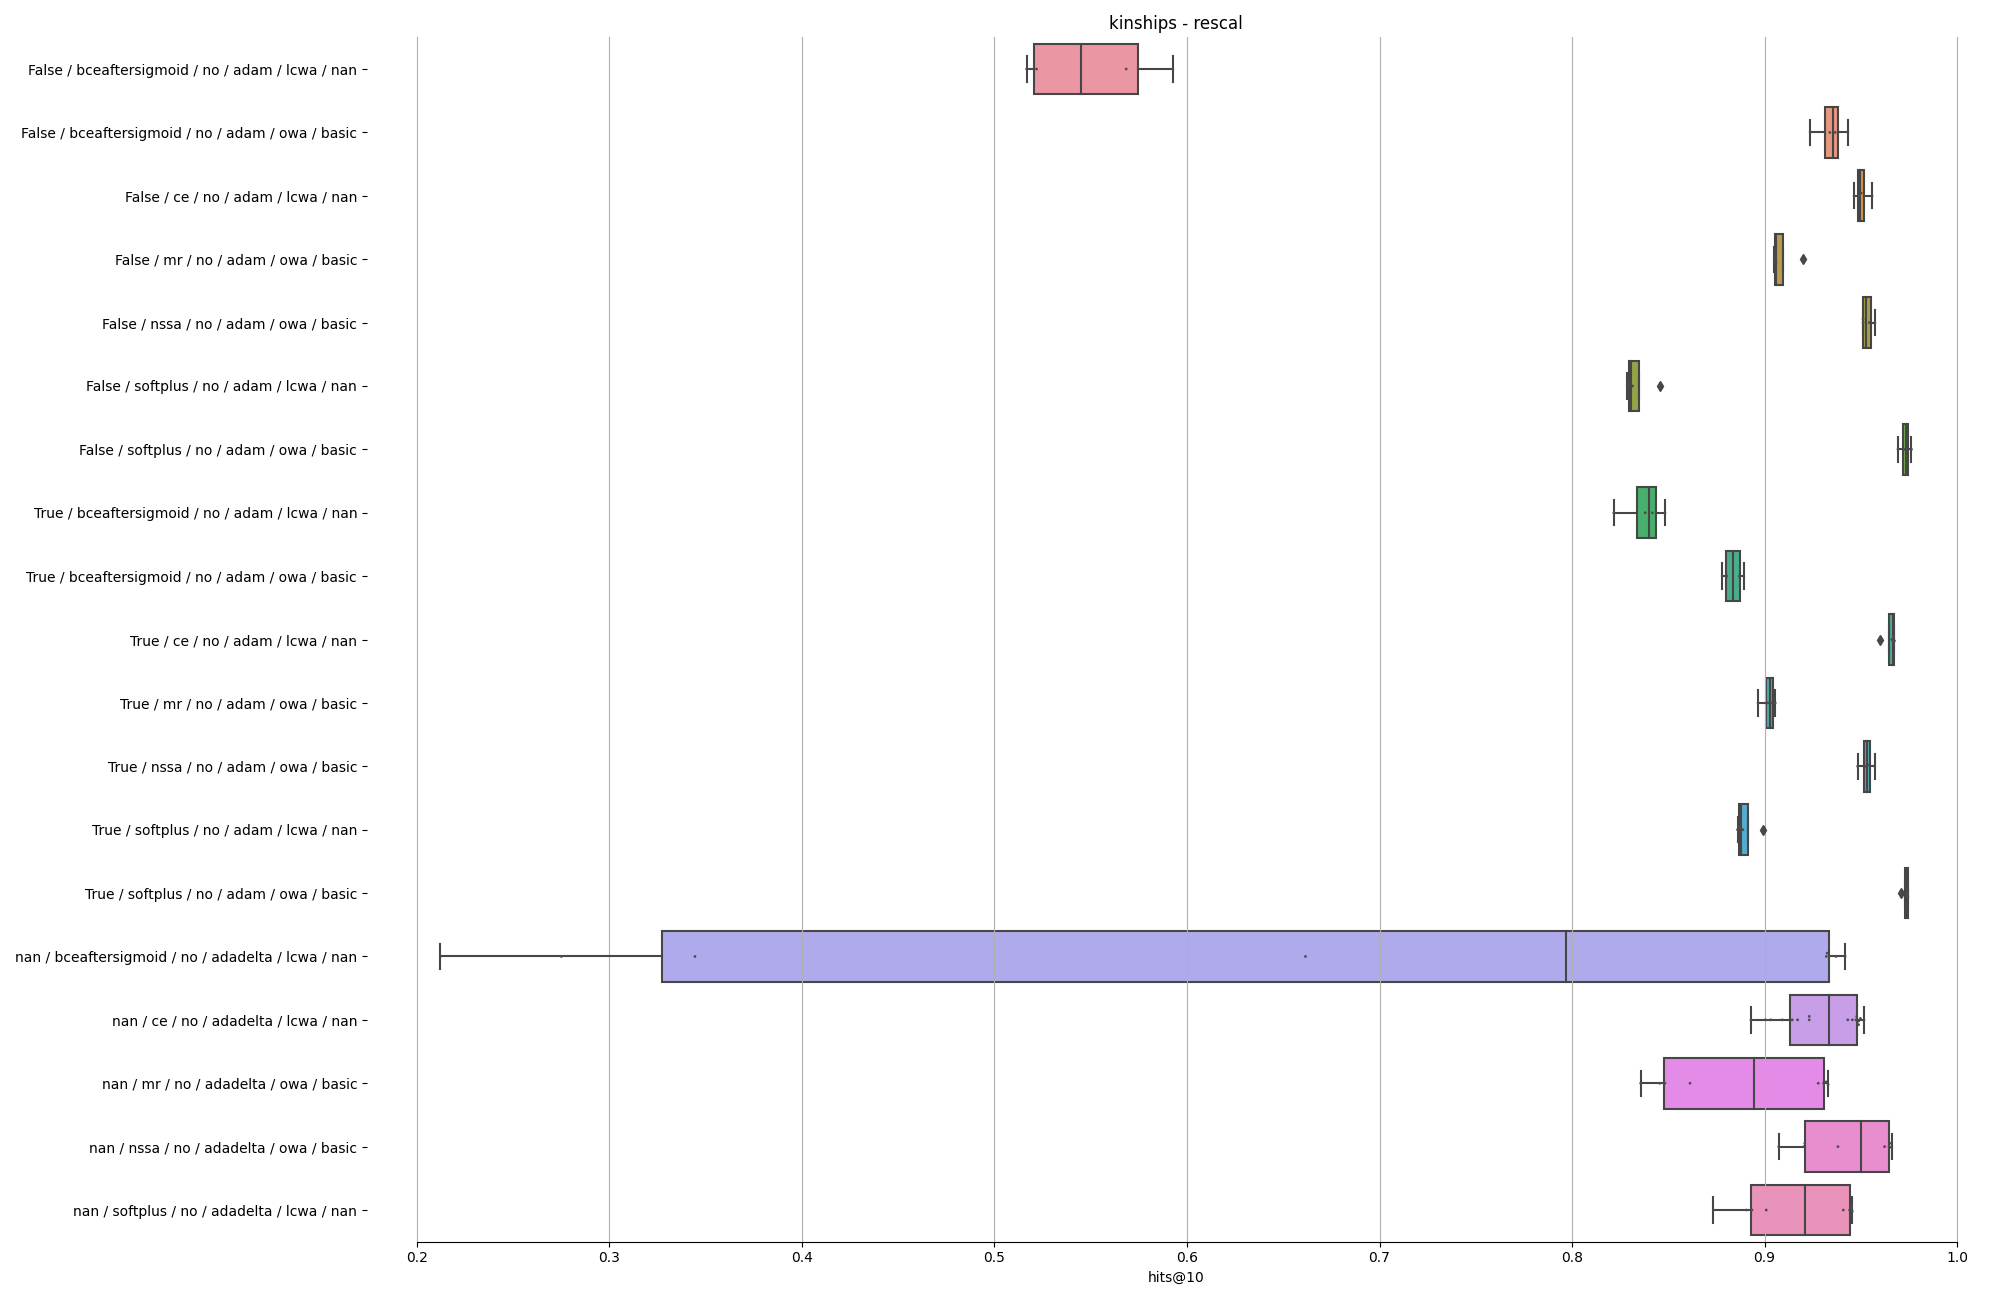 kinships - rescal
False / bceaftersigmoid / no / adam / lcwa / nan
False / bceaftersigmoid / no / adam / owa / basic
False / ce / no / adam / lcwa / nan
False / mr / no / adam / owa / basic
False / nssa / no / adam / owa / basic
False / softplus / no / adam / lcwa / nan
False / softplus / no / adam / owa / basic
True / bceaftersigmoid / no / adam / lcwa / nan
True / bceaftersigmoid / no / adam / owa / basic
True / ce / no / adam / lcwa / nan
True / mr / no / adam / owa / basic
True / nssa / no / adam / owa / basic
True / softplus / no / adam / lcwa / nan
True / softplus / no / adam / owa / basic
nan / bceaftersigmoid / no / adadelta / lcwa / nan
nan / ce / no / adadelta / lcwa / nan
nan / mr / no / adadelta / owa / basic
nan / nssa / no / adadelta / owa / basic
nan / softplus / no / adadelta / lcwa / nan
0.2 0.3 0.4 0.5 0.6 0.7 0.8 0.9 1.0
hits@10